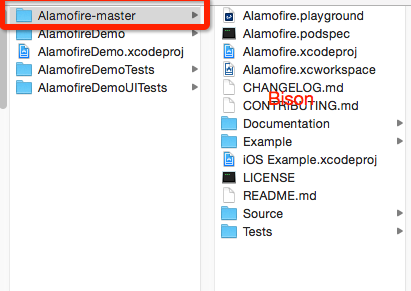 Alamofire-master
AlamofireDemo
AlamofireDemo.xcodeproj
AlamofireDemoTests
AlamofireDemoUITests
Alamofire.playground
Alamofire.podspec
Alamofire.xcodeproj
Alamofire.xcworkspace
CHANGELOG.md
CONTRIBUTING.md
Bison
Documentation
Example
iOS Example.xcodeproj
LICENSE
README.md
Source
Tests